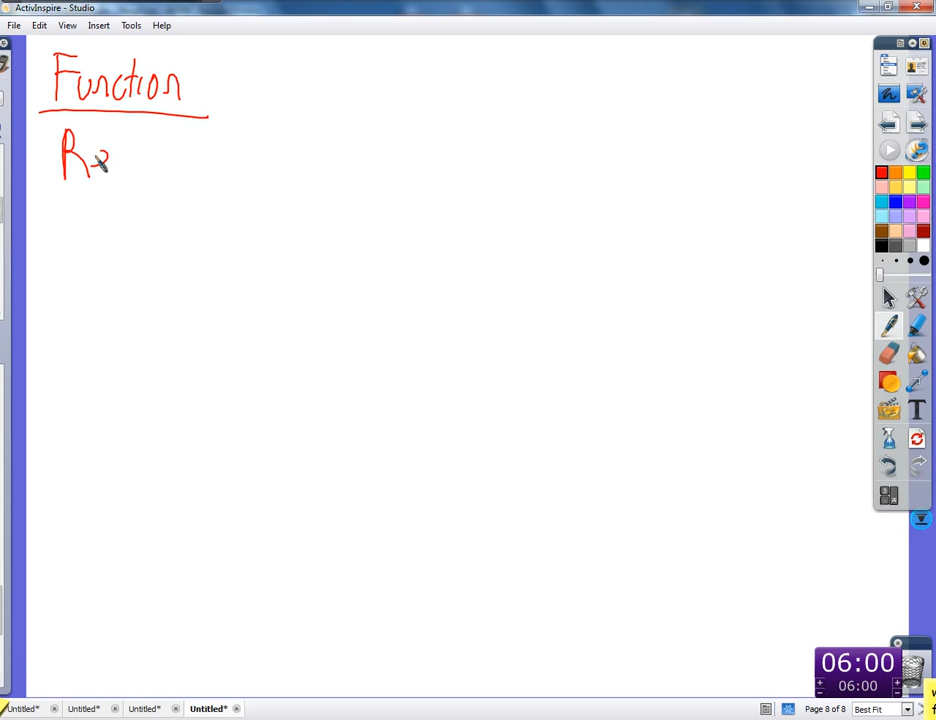 ActivInspire - Studio
File Edit View Insert Tools Help
Function
Re
06:00
06:00
Untitled* Untitled* Untitled* Untitled* Page 8 of 8 Best Fit